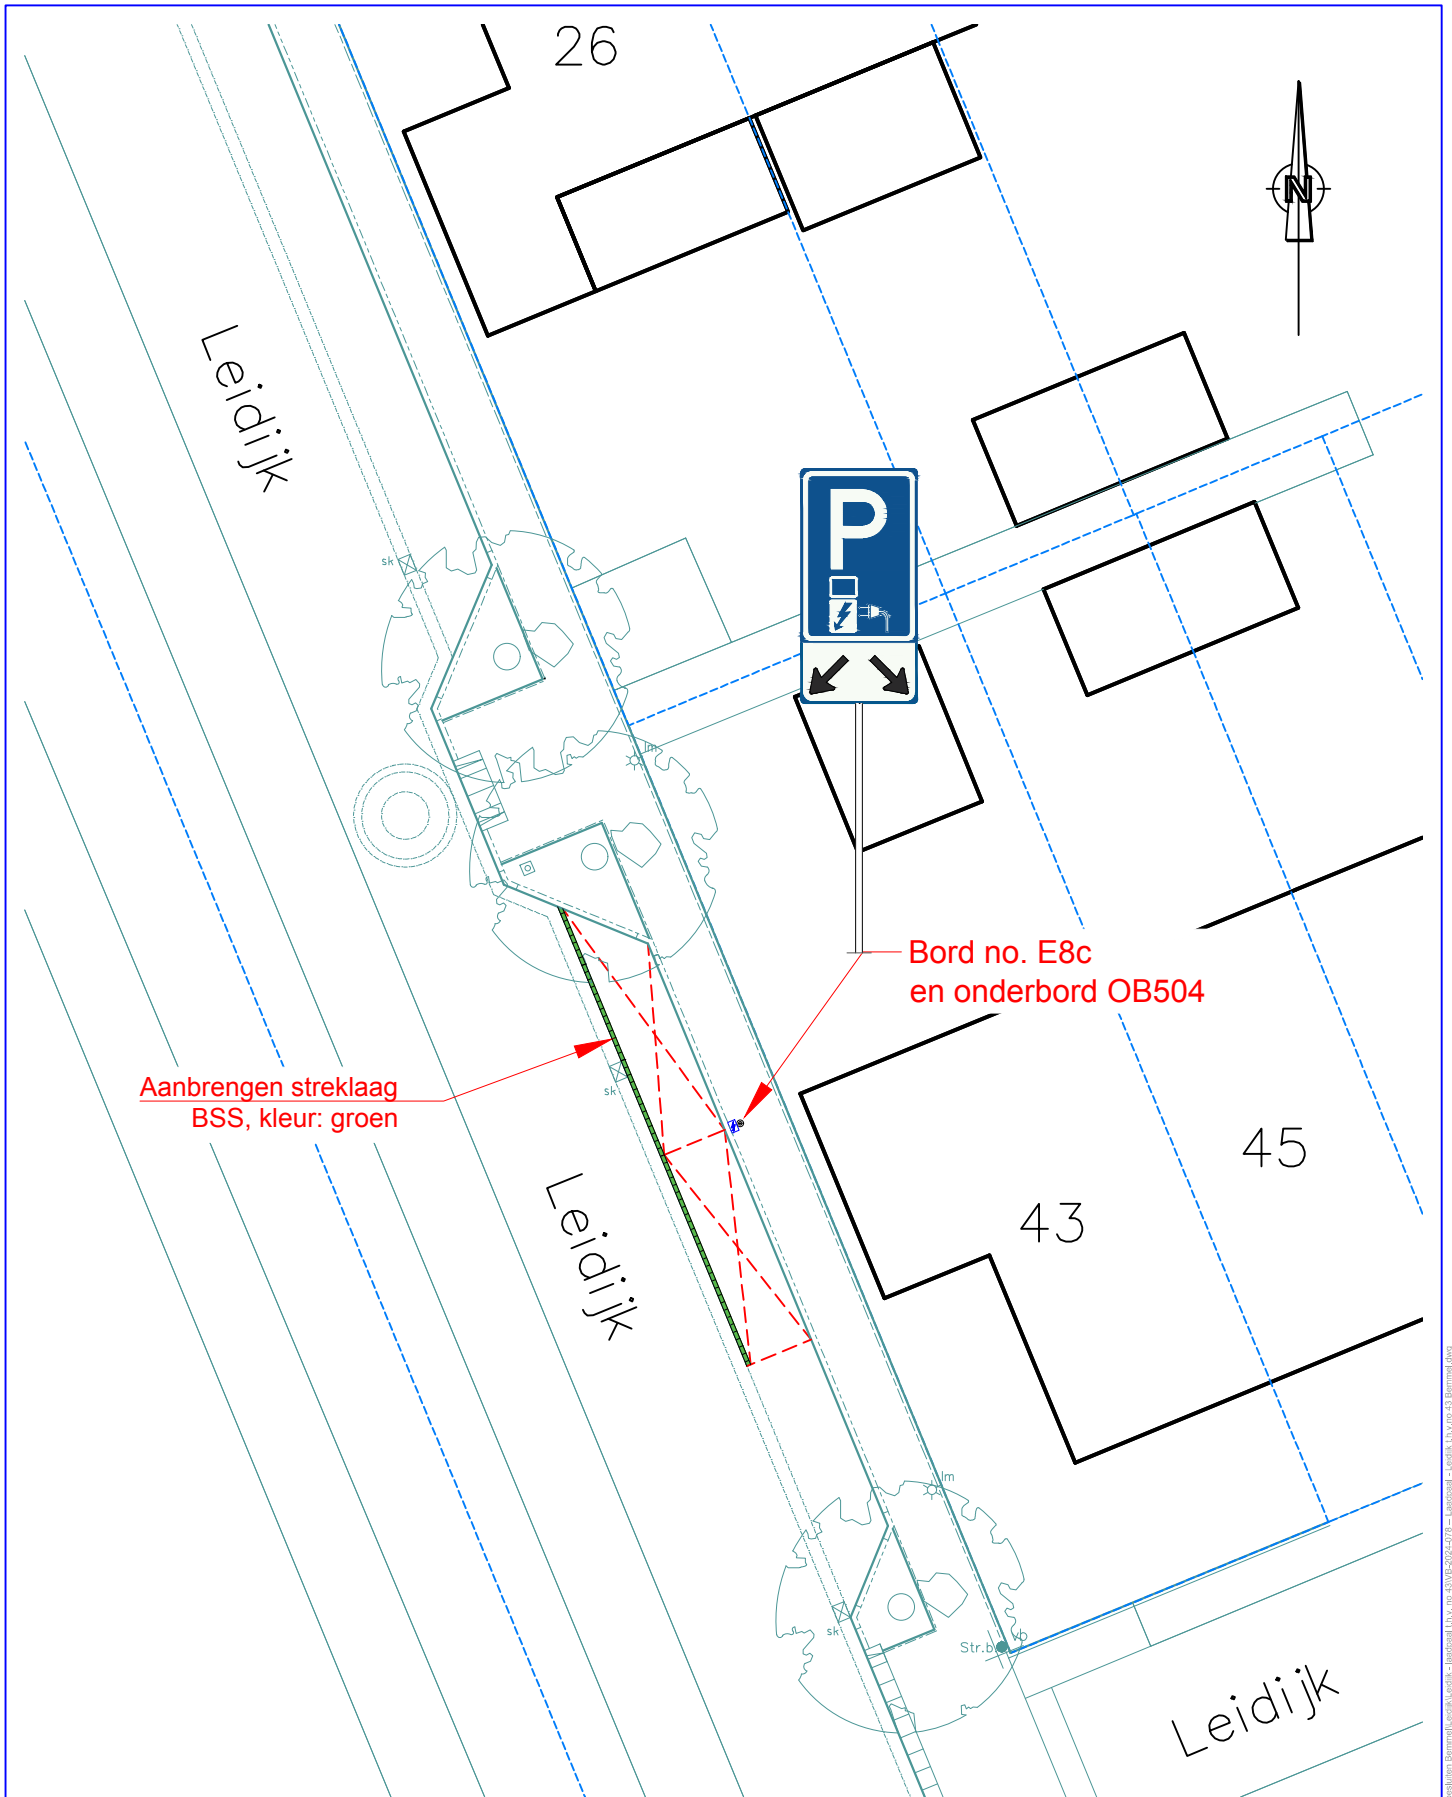 26
N
Leidijk
sk
P
lm
Bord no. E8c
en onderbord OB504
Aanbrengen streklaag
BSS, kleur: groen
sk
45
Leidijk
43
lm
sk
Str.b
vb
Leidijk